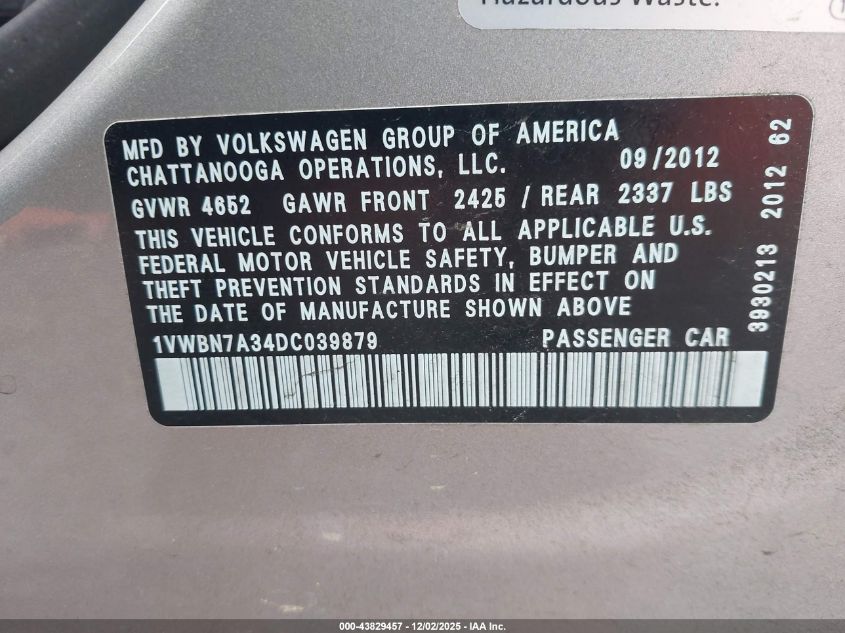 Hazardous Waste.
MFD BY VOLKSWAGEN GROUP OF AMERICA
CHATTANOOGA OPERATIONS, LLC. 09/2012
GVWR 4652 GAWR FRONT 2425 / REAR 2337 LBS
THIS VEHICLE CONFORMS TO ALL APPLICABLE U.S.
FEDERAL MOTOR VEHICLE SAFETY, BUMPER AND
THEFT PREVENTION STANDARDS IN EFFECT ON
THE DATE OF MANUFACTURE SHOWN ABOVE
1VWBN7A34DC039879 PASSENGER CAR
3930213 2012 62
000-43829457 - 12/02/2025 - IAA Inc.